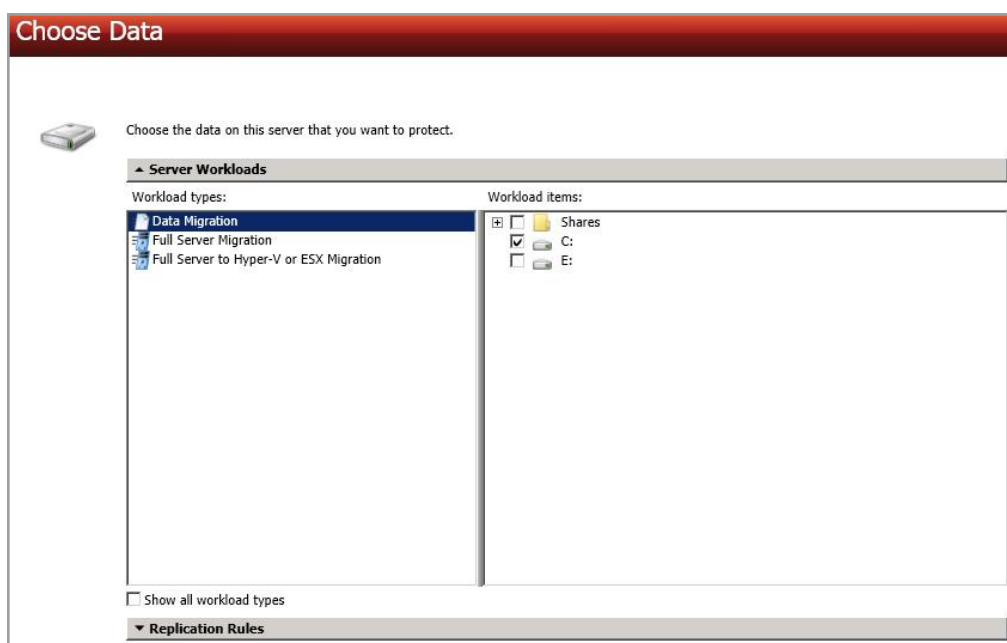 Choose Data
Choose the data on this server that you want to protect.
Server Workloads
Workload types:
Workload items:
Data Migration
Full Server Migration
Full Server to Hyper-V or ESX Migration
Shares
C:
E:
Show all workload types
Replication Rules